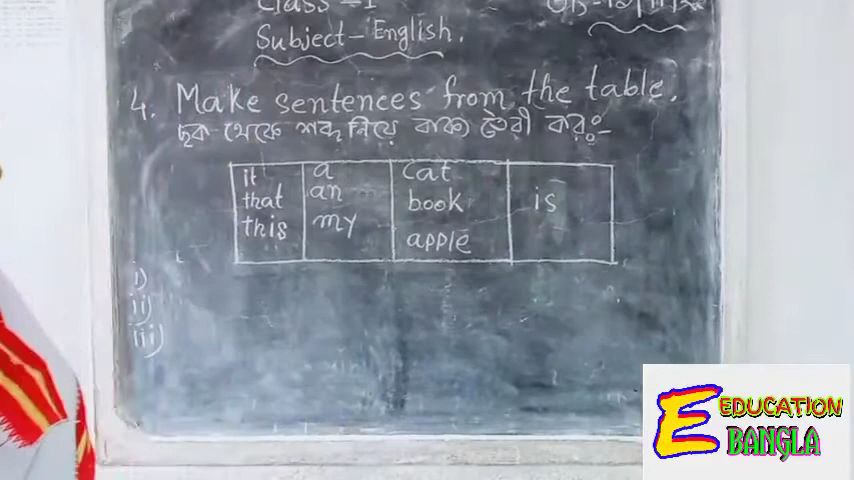 Class - I
Subject - English.
4. Make sentences from the table.
ছক থেকে শব্দ নিয়ে বাক্য তৈরী করঃ-
it a cat
that an book is
this my apple
i)
ii)
iii)
EDUCATION
BANGLA